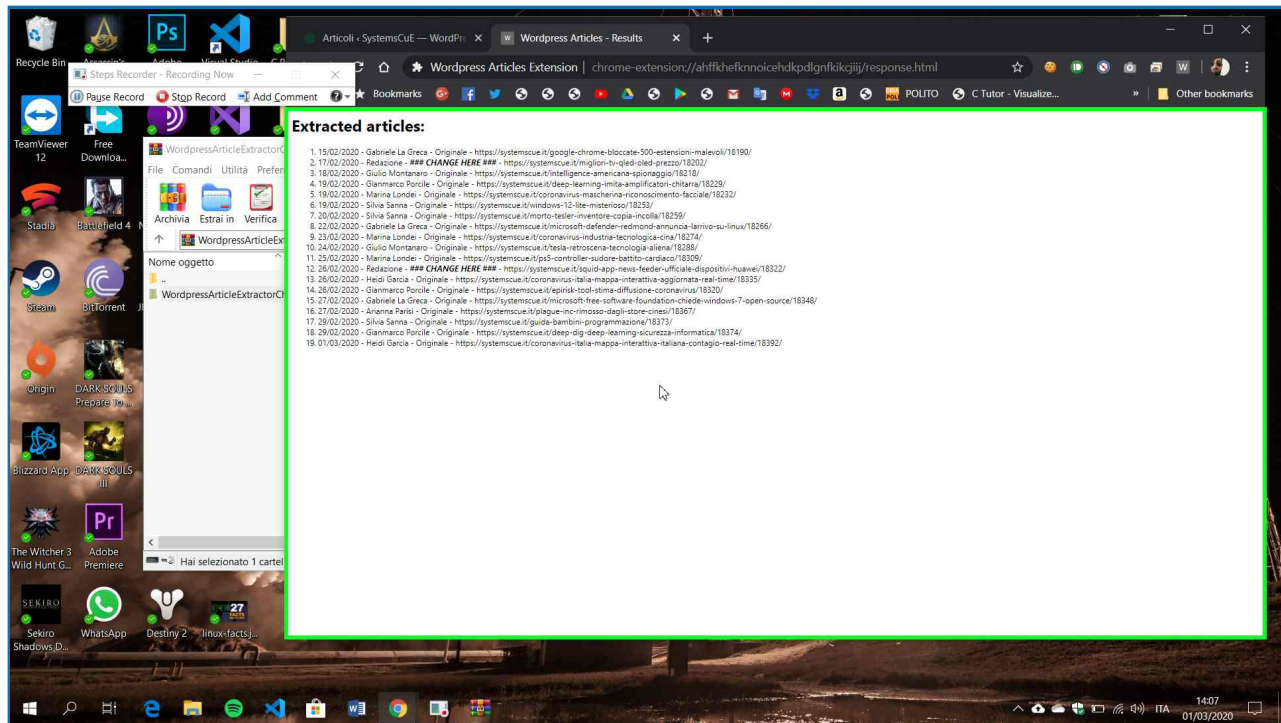 Recycle Bin
Steps Recorder - Recording Now
Pause Record Stop Record Add Comment
TeamViewer 12
Free Downloa...
Stadia
Battlefield 4
Steam
BitTorrent
Origin
DARK SOULS Prepare To ...
Blizzard App
DARK SOULS III
The Witcher 3 Wild Hunt G...
Adobe Premiere
Sekiro Shadows D...
WhatsApp
Destiny 2
linux-facts.j...
Ps
Pr
SEKIRO
27
FACTS
WordpressArticleExtractorC
File Comandi Utilità Prefer
Archivia Estrai in Verifica
WordpressArticleEx
Nome oggetto
..
WordpressArticleExtractorCh
Hai selezionato 1 cartel
Articoli ‹ SystemsCuE — WordPre
Wordpress Articles - Results
Wordpress Articles Extension | chrome-extension://ahffkhefknnoicehdkpdlgnfkikcjiij/response.html
Bookmarks POLITO C Tutor - Visualize... » Other bookmarks
Extracted articles:
1. 15/02/2020 - Gabriele La Greca - Originale - https://systemscue.it/google-chrome-bloccate-500-estensioni-malevoli/18190/
2. 17/02/2020 - Redazione - ### CHANGE HERE ### - https://systemscue.it/migliori-tv-qled-oled-prezzo/18202/
3. 18/02/2020 - Giulio Montanaro - Originale - https://systemscue.it/intelligence-americana-spionaggio/18218/
4. 19/02/2020 - Gianmarco Porcile - Originale - https://systemscue.it/deep-learning-imita-amplificatori-chitarra/18229/
5. 19/02/2020 - Marina Londei - Originale - https://systemscue.it/coronavirus-mascherina-riconoscimento-facciale/18232/
6. 19/02/2020 - Silvia Sanna - Originale - https://systemscue.it/windows-12-lite-misterioso/18253/
7. 20/02/2020 - Silvia Sanna - Originale - https://systemscue.it/morto-tesler-inventore-copia-incolla/18259/
8. 22/02/2020 - Gabriele La Greca - Originale - https://systemscue.it/microsoft-defender-redmond-annuncia-larrivo-su-linux/18266/
9. 23/02/2020 - Marina Londei - Originale - https://systemscue.it/coronavirus-industria-tecnologica-cina/18274/
10. 24/02/2020 - Giulio Montanaro - Originale - https://systemscue.it/tesla-retroscena-tecnologia-aliena/18288/
11. 25/02/2020 - Marina Londei - Originale - https://systemscue.it/ps5-controller-sudore-battito-cardiaco/18309/
12. 26/02/2020 - Redazione - ### CHANGE HERE ### - https://systemscue.it/squid-app-news-feeder-ufficiale-dispositivi-huawei/18322/
13. 26/02/2020 - Heidi Garcia - Originale - https://systemscue.it/coronavirus-italia-mappa-interattiva-aggiornata-real-time/18335/
14. 26/02/2020 - Gianmarco Porcile - Originale - https://systemscue.it/epirisk-tool-stima-diffusione-coronavirus/18320/
15. 27/02/2020 - Gabriele La Greca - Originale - https://systemscue.it/microsoft-free-software-foundation-chiede-windows-7-open-source/18348/
16. 27/02/2020 - Arianna Parisi - Originale - https://systemscue.it/plague-inc-rimosso-dagli-store-cinesi/18367/
17. 29/02/2020 - Silvia Sanna - Originale - https://systemscue.it/guida-bambini-programmazione/18373/
18. 29/02/2020 - Gianmarco Porcile - Originale - https://systemscue.it/deep-dig-deep-learning-sicurezza-informatica/18374/
19. 01/03/2020 - Heidi Garcia - Originale - https://systemscue.it/coronavirus-italia-mappa-interattiva-italiana-contagio-real-time/18392/
ITA
14:07
01/03/2020